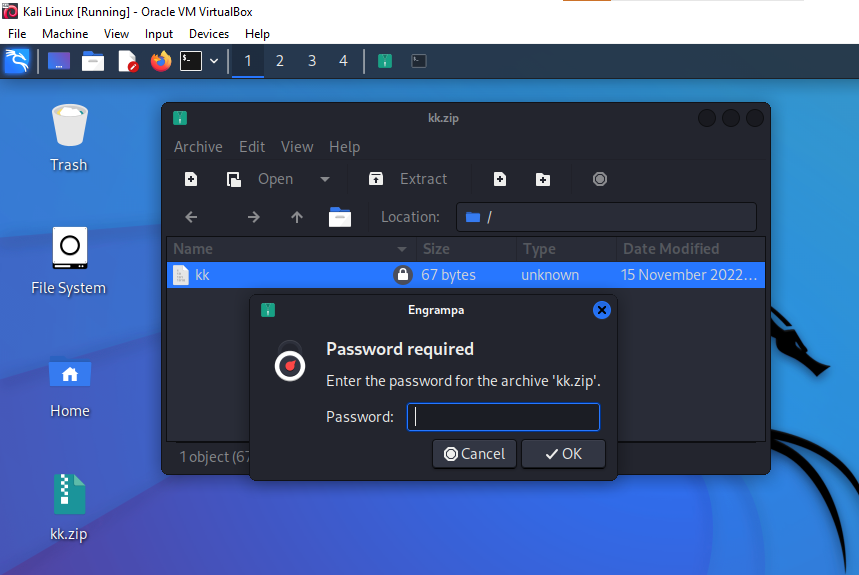 Kali Linux [Running] - Oracle VM VirtualBox
File Machine View Input Devices Help
1 2 3 4
Trash
File System
Home
kk.zip
kk.zip
Archive Edit View Help
Open Extract
Location: /
Name Size Type Date Modified
kk 67 bytes unknown 15 November 2022...
Engrampa
Password required
Enter the password for the archive 'kk.zip'.
Password:
Cancel OK
1 object (67